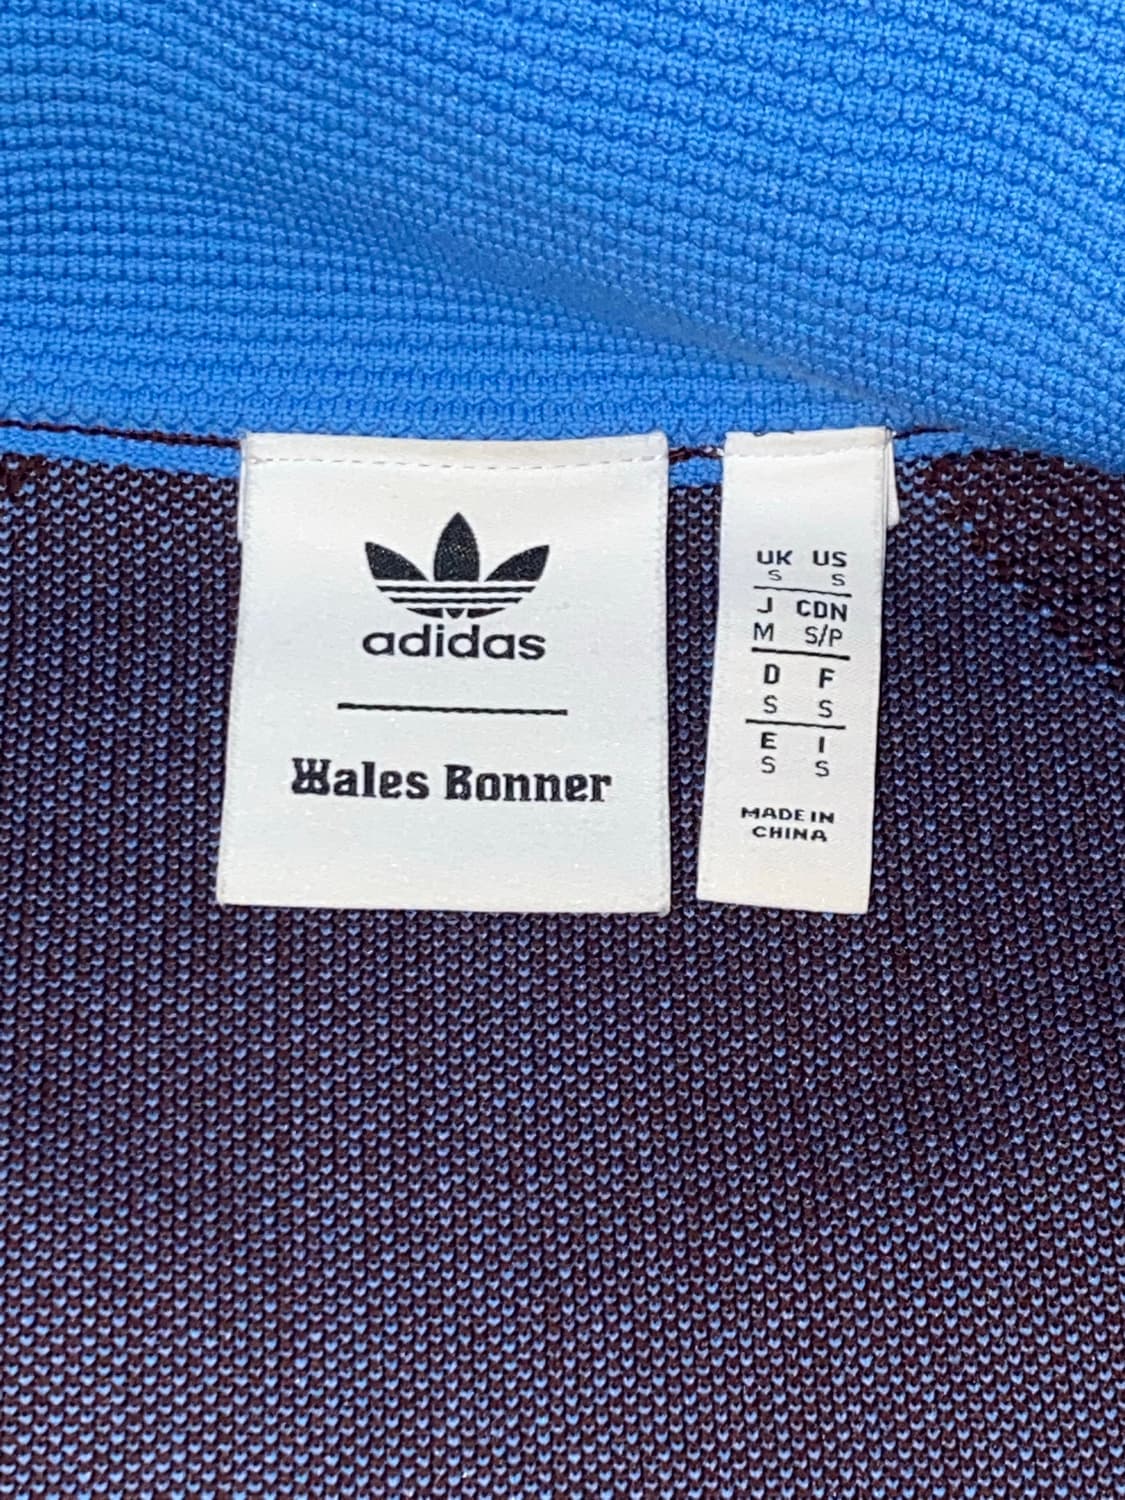 adidas
Wales Bonner
UK US
S S
J CDN
M S/P
D F
S S
E I
S S
MADE IN
CHINA